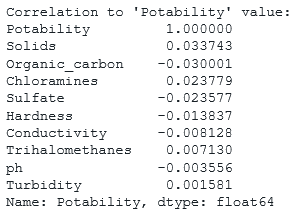 Correlation to 'Potability' value:
Potability         1.000000
Solids             0.033743
Organic_carbon    -0.030001
Chloramines        0.023779
Sulfate           -0.023577
Hardness          -0.013837
Conductivity      -0.008128
Trihalomethanes    0.007130
ph                -0.003556
Turbidity          0.001581
Name: Potability, dtype: float64